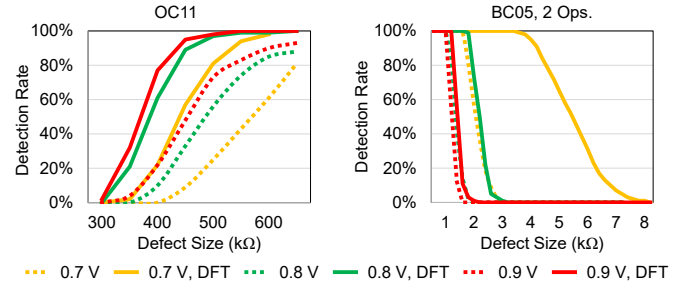 OC11
100%
80%
60%
40%
20%
0%
Detection Rate
300 400 500 600
Defect Size (kΩ)
BC05, 2 Ops.
100%
80%
60%
40%
20%
0%
Detection Rate
1 2 3 4 5 6 7 8
Defect Size (kΩ)
0.7 V 0.7 V, DFT 0.8 V 0.8 V, DFT 0.9 V 0.9 V, DFT